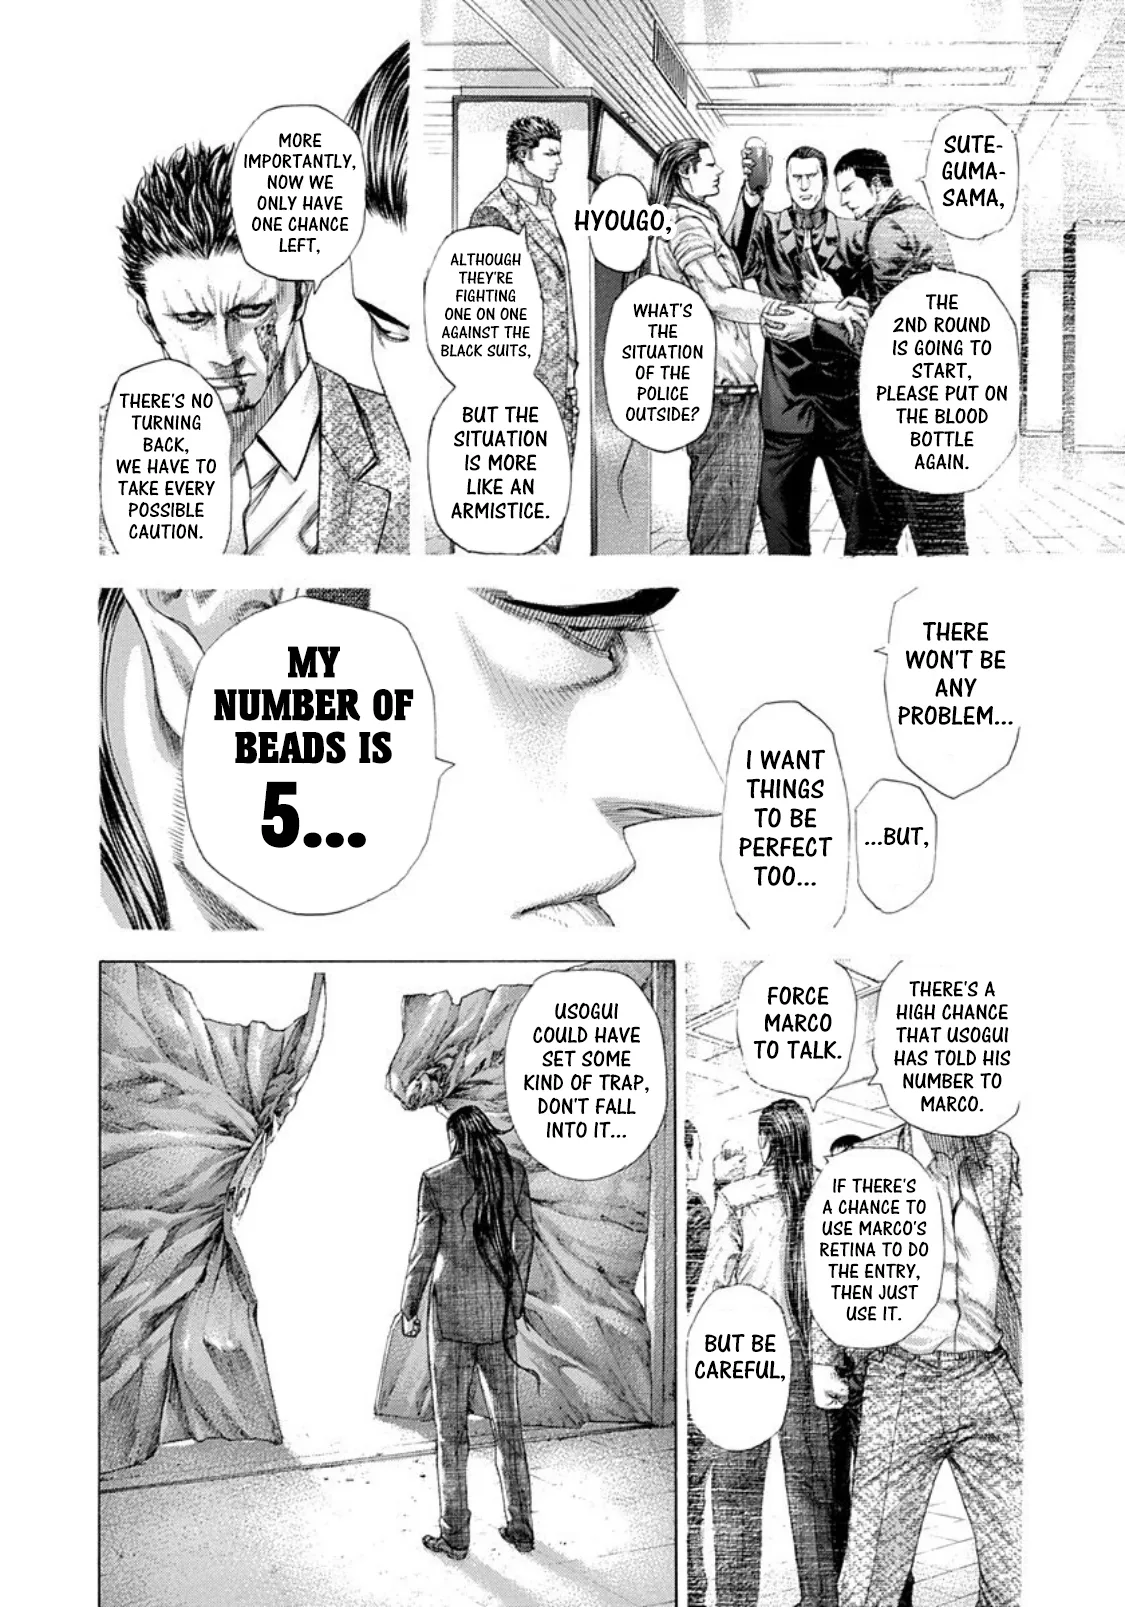 SUTE-
GUMA-
SAMA,
THE
2ND ROUND
IS GOING TO
START,
PLEASE PUT ON
THE BLOOD
BOTTLE
AGAIN.
HYOUGO,
WHAT'S
THE
SITUATION
OF THE
POLICE
OUTSIDE?
ALTHOUGH
THEY'RE
FIGHTING
ONE ON ONE
AGAINST THE
BLACK SUITS,
BUT THE
SITUATION
IS MORE
LIKE AN
ARMISTICE.
MORE
IMPORTANTLY,
NOW WE
ONLY HAVE
ONE CHANCE
LEFT,
THERE'S NO
TURNING
BACK,
WE HAVE TO
TAKE EVERY
POSSIBLE
CAUTION.
THERE
WON'T BE
ANY
PROBLEM...
...BUT,
I WANT
THINGS
TO BE
PERFECT
TOO...
MY
NUMBER OF
BEADS IS
5...
THERE'S A
HIGH CHANCE
THAT USOGUI
HAS TOLD HIS
NUMBER TO
MARCO.
FORCE
MARCO
TO TALK.
IF THERE'S
A CHANCE TO
USE MARCO'S
RETINA TO DO
THE ENTRY,
THEN JUST
USE IT.
BUT BE
CAREFUL,
USOGUI
COULD HAVE
SET SOME
KIND OF TRAP,
DON'T FALL
INTO IT...